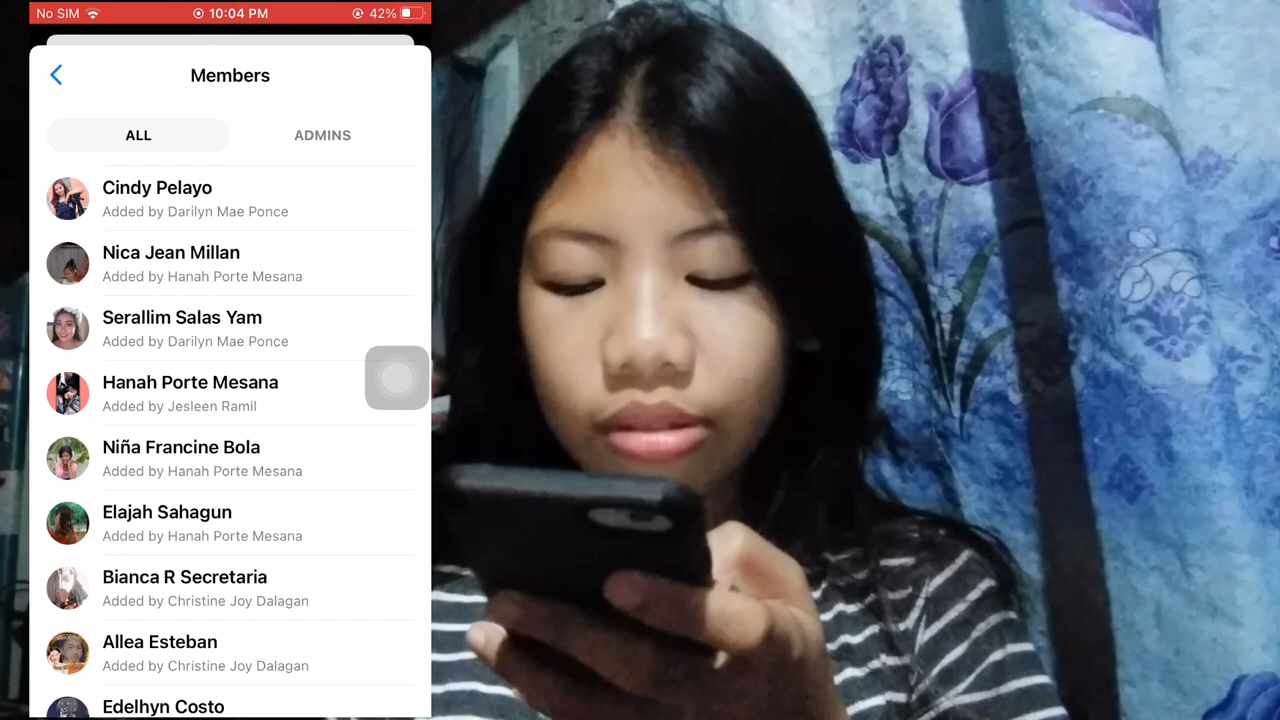 No SIM 10:04 PM 42%
Members
ALL ADMINS
Cindy Pelayo
Added by Darilyn Mae Ponce
Nica Jean Millan
Added by Hanah Porte Mesana
Serallim Salas Yam
Added by Darilyn Mae Ponce
Hanah Porte Mesana
Added by Jesleen Ramil
Niña Francine Bola
Added by Hanah Porte Mesana
Elajah Sahagun
Added by Hanah Porte Mesana
Bianca R Secretaria
Added by Christine Joy Dalagan
Allea Esteban
Added by Christine Joy Dalagan
Edelhyn Costo